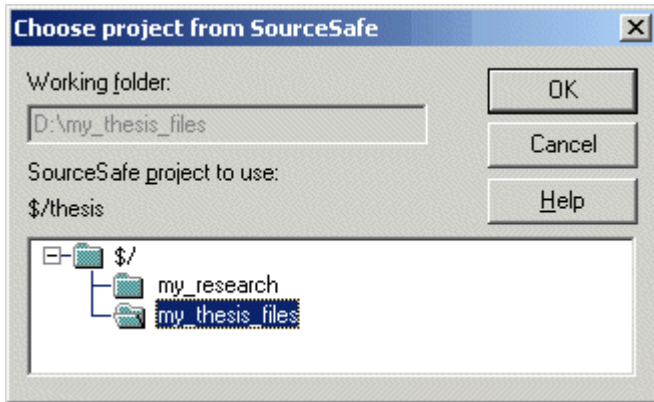 Choose project from SourceSafe
Working folder:
OK
D:\my_thesis_files
Cancel
SourceSafe project to use:
Help
$/thesis
$/
my_research
my_thesis_files